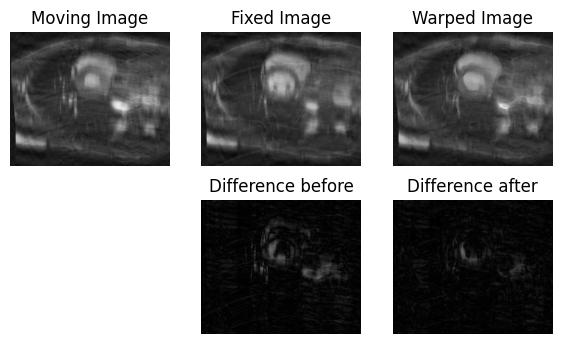 Moving Image
Fixed Image
Warped Image
Difference before
Difference after